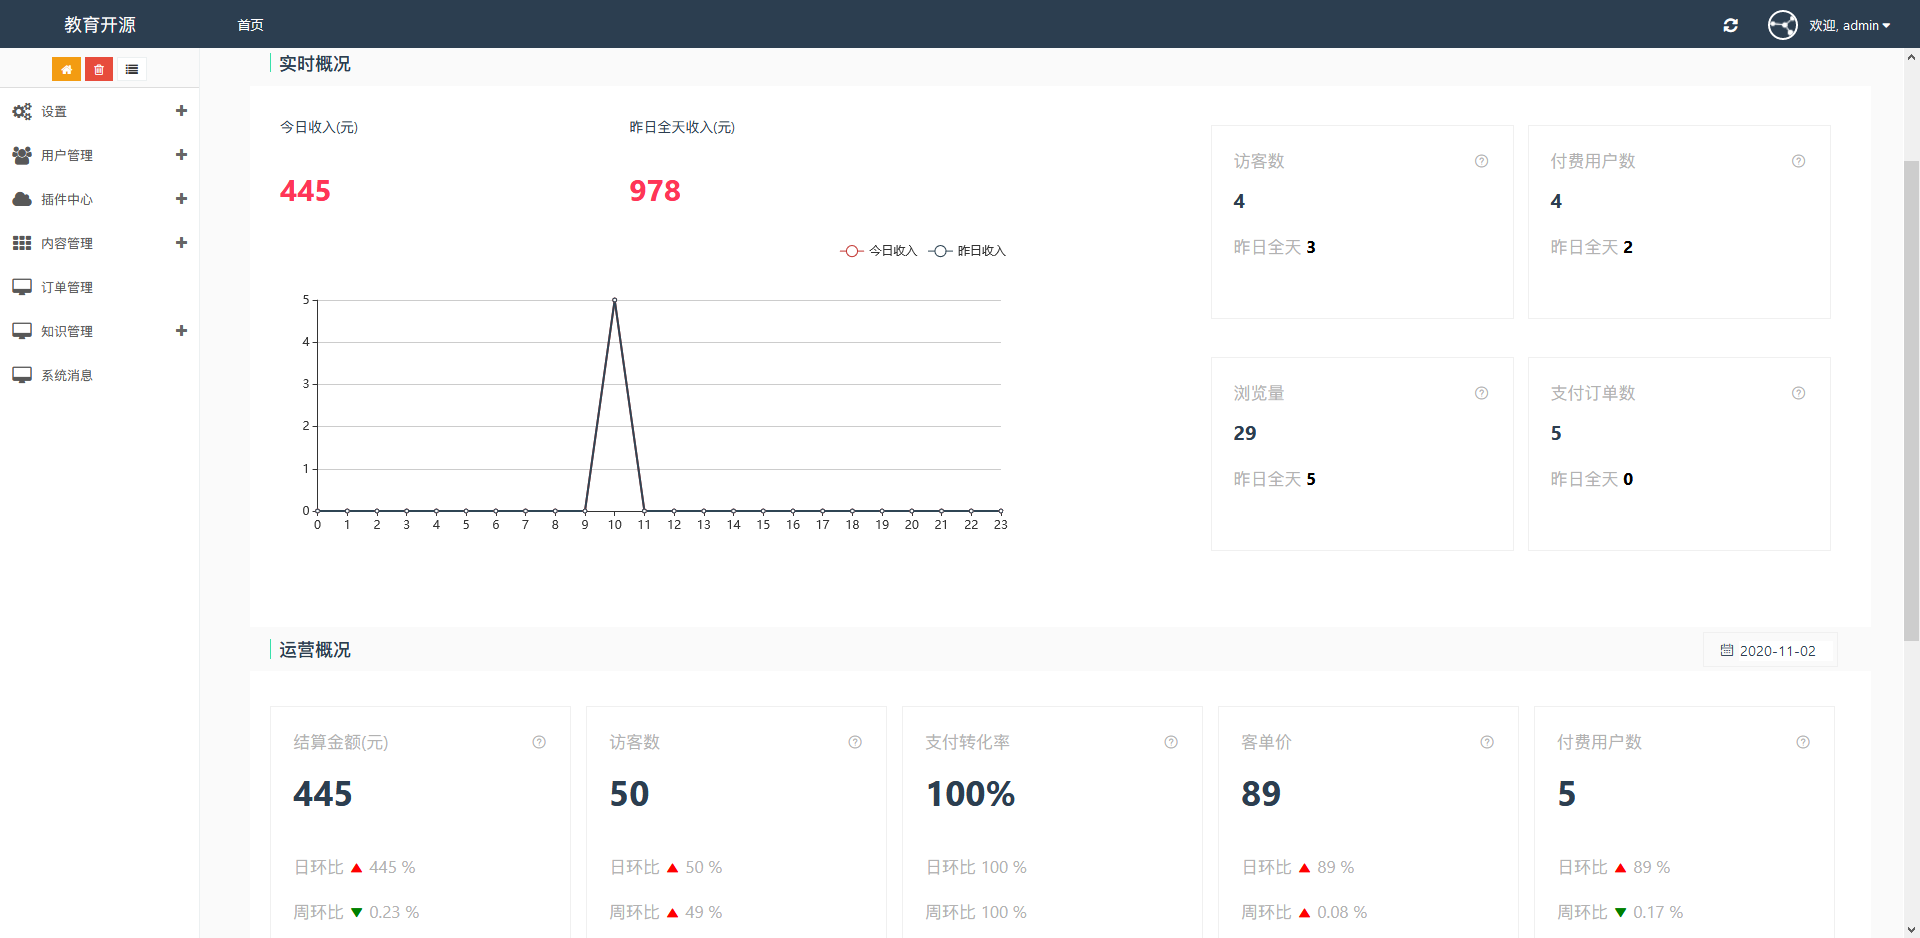 教育开源
首页
欢迎, admin
设置
用户管理
插件中心
内容管理
订单管理
知识管理
系统消息
实时概况
今日收入(元)
昨日全天收入(元)
445
978
今日收入
昨日收入
5
4
3
2
1
0
0 1 2 3 4 5 6 7 8 9 10 11 12 13 14 15 16 17 18 19 20 21 22 23
访客数
4
昨日全天 3
付费用户数
4
昨日全天 2
浏览量
29
昨日全天 5
支付订单数
5
昨日全天 0
运营概况
2020-11-02
结算金额(元)
445
日环比 445 %
周环比 0.23 %
访客数
50
日环比 50 %
周环比 49 %
支付转化率
100%
日环比 100 %
周环比 100 %
客单价
89
日环比 89 %
周环比 0.08 %
付费用户数
5
日环比 89 %
周环比 0.17 %